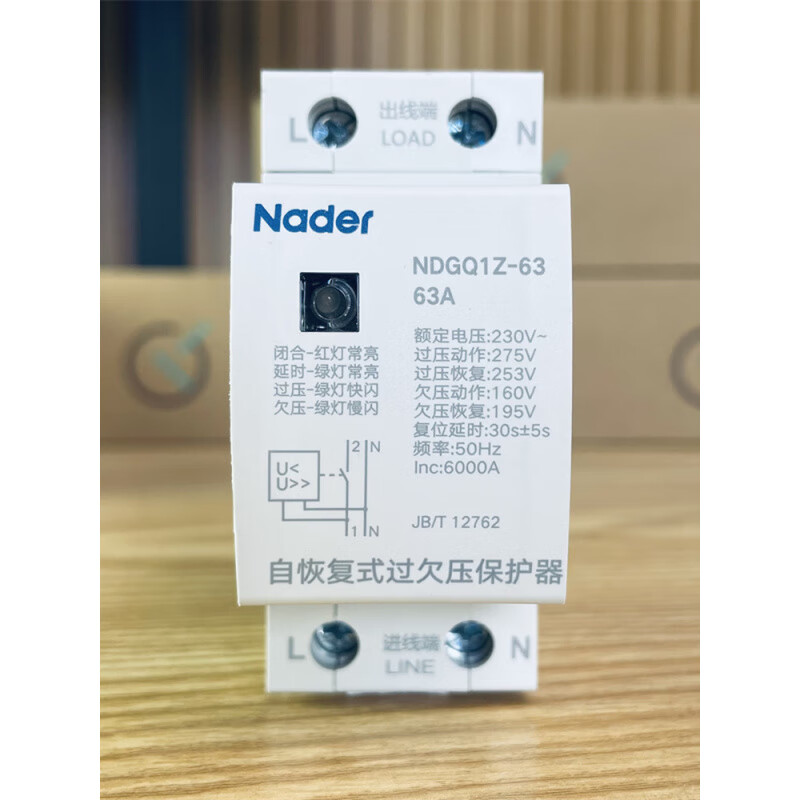 L 出线端 N
LOAD
Nader
NDGQ1Z-63
63A
闭合-红灯常亮
延时-绿灯常亮
过压-绿灯快闪
欠压-绿灯慢闪
额定电压:230V~
过压动作:275V
过压恢复:253V
欠压动作:160V
欠压恢复:195V
复位延时:30s±5s
频率:50Hz
Inc:6000A
2 N
U<
U>>
1 N
JB/T 12762
自恢复式过欠压保护器
L 进线端 N
LINE